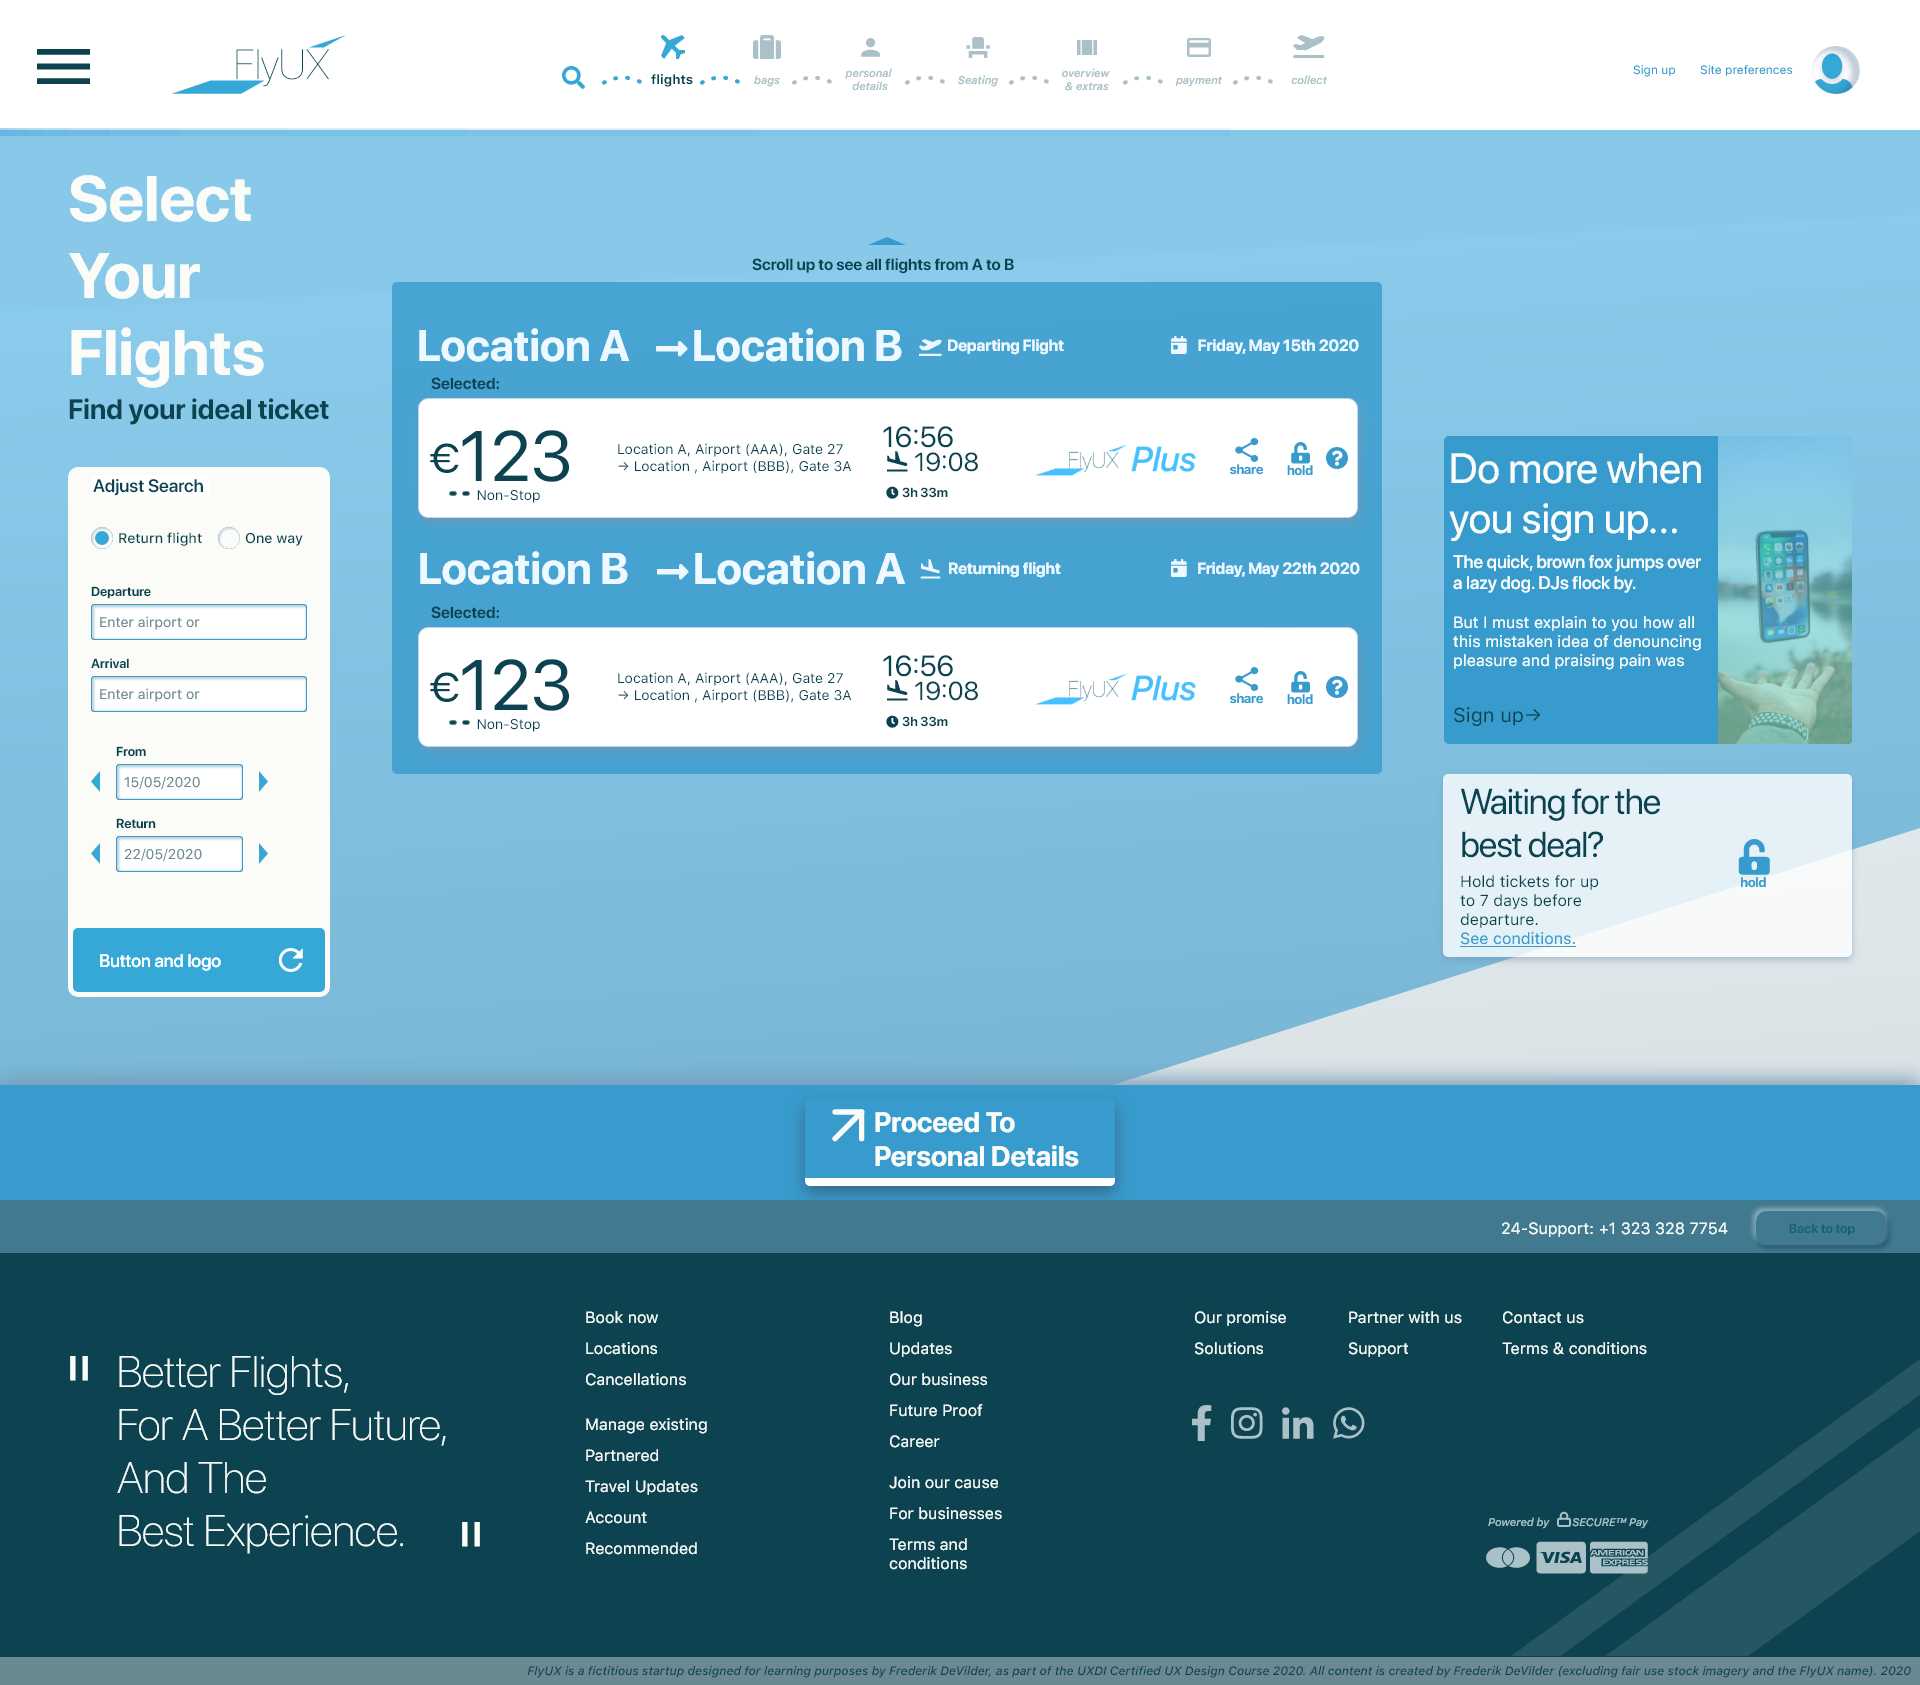 FlyUX
flights
bags
personal
details
Seating
overview
& extras
payment
collect
Sign up
Site preferences
Select
Your
Flights
Find your ideal ticket
Adjust Search
Return flight
One way
Departure
Enter airport or
Arrival
Enter airport or
From
15/05/2020
Return
22/05/2020
Button and logo
Scroll up to see all flights from A to B
Location A → Location B Departing Flight Friday, May 15th 2020
Selected:
€123
Non-Stop
Location A, Airport (AAA), Gate 27
→ Location , Airport (BBB), Gate 3A
16:56
19:08
3h 33m
FlyUX Plus
share
hold
?
Location B → Location A Returning flight Friday, May 22th 2020
Selected:
€123
Non-Stop
Location A, Airport (AAA), Gate 27
→ Location , Airport (BBB), Gate 3A
16:56
19:08
3h 33m
FlyUX Plus
share
hold
?
Do more when
you sign up...
The quick, brown fox jumps over
a lazy dog. DJs flock by.
But I must explain to you how all
this mistaken idea of denouncing
pleasure and praising pain was
Sign up→
Waiting for the
best deal?
Hold tickets for up
to 7 days before
departure.
See conditions.
hold
Proceed To
Personal Details
24-Support: +1 323 328 7754
Back to top
Better Flights,
For A Better Future,
And The
Best Experience.
Book now
Locations
Cancellations
Manage existing
Partnered
Travel Updates
Account
Recommended
Blog
Updates
Our business
Future Proof
Career
Join our cause
For businesses
Terms and
conditions
Our promise
Solutions
Partner with us
Support
Contact us
Terms & conditions
Powered by SECURE™ Pay
VISA
AMERICAN
EXPRESS
FlyUX is a fictitious startup designed for learning purposes by Frederik DeVilder, as part of the UXDI Certified UX Design Course 2020. All content is created by Frederik DeVilder (excluding fair use stock imagery and the FlyUX name). 2020